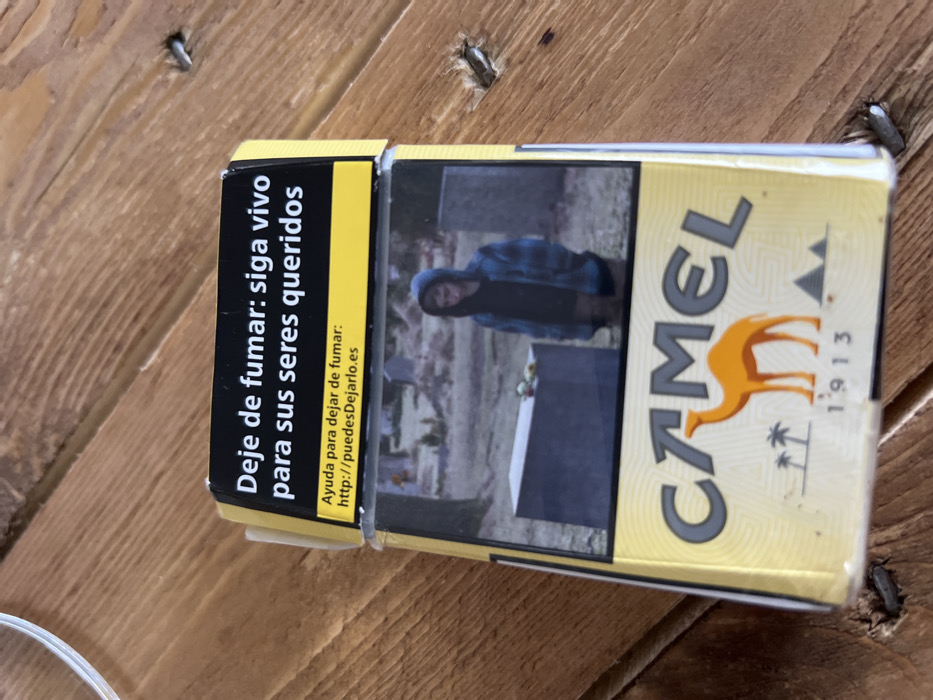 Deje de fumar: siga vivo
para sus seres queridos
Ayuda para dejar de fumar:
http://puedesDejarlo.es
CAMEL
1913